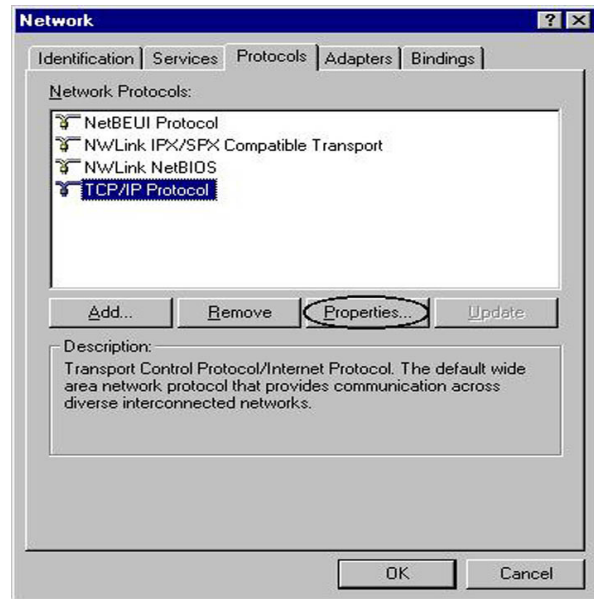 Network
Identification Services Protocols Adapters Bindings
Network Protocols:
NetBEUI Protocol
NWLink IPX/SPX Compatible Transport
NWLink NetBIOS
TCP/IP Protocol
Add... Remove Properties... Update
Description:
Transport Control Protocol/Internet Protocol. The default wide
area network protocol that provides communication across
diverse interconnected networks.
OK Cancel